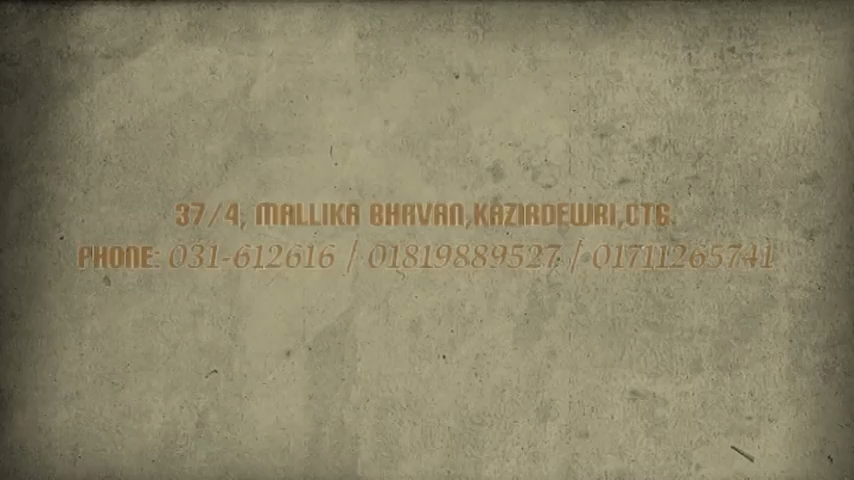 37/4, MALLIKA BHAVAN,KAZIRDEWRI,CTG.
PHONE: 031-612616 / 01819889527 / 01711265741